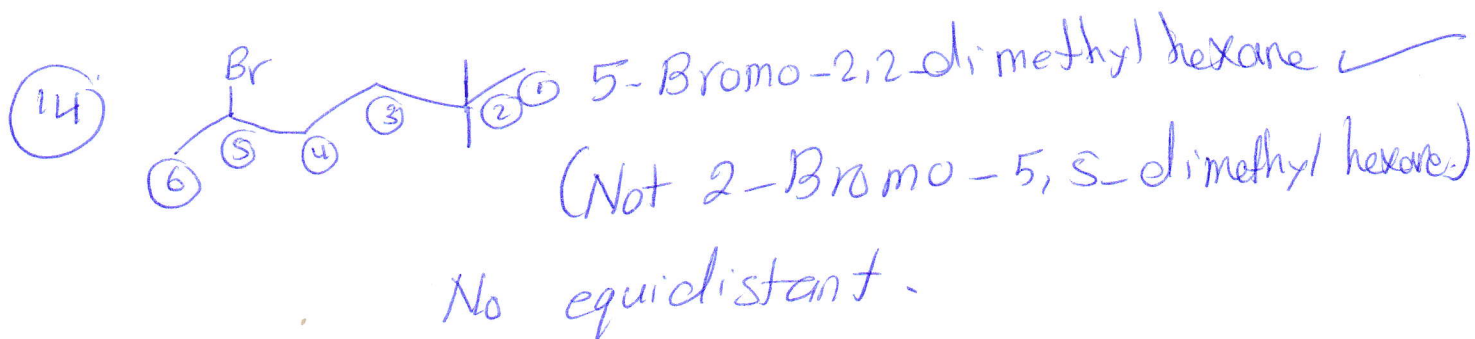 14
Br
6 5 4 3 2 1
5-Bromo-2,2-dimethyl hexane ✓
(Not 2-Bromo-5,5-dimethyl hexane)
No equidistant.